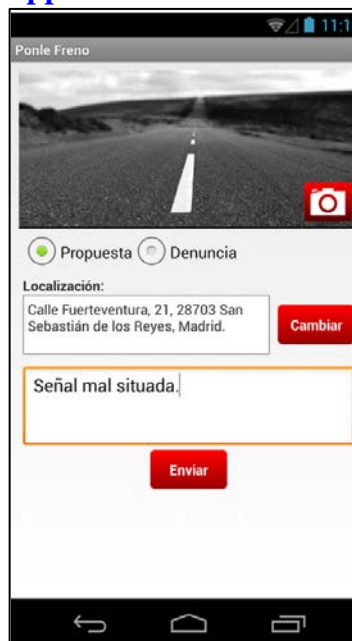 11:1
Ponle Freno
Propuesta Denuncia
Localización:
Calle Fuerteventura, 21, 28703 San
Sebastián de los Reyes, Madrid.
Cambiar
Señal mal situada.
Enviar